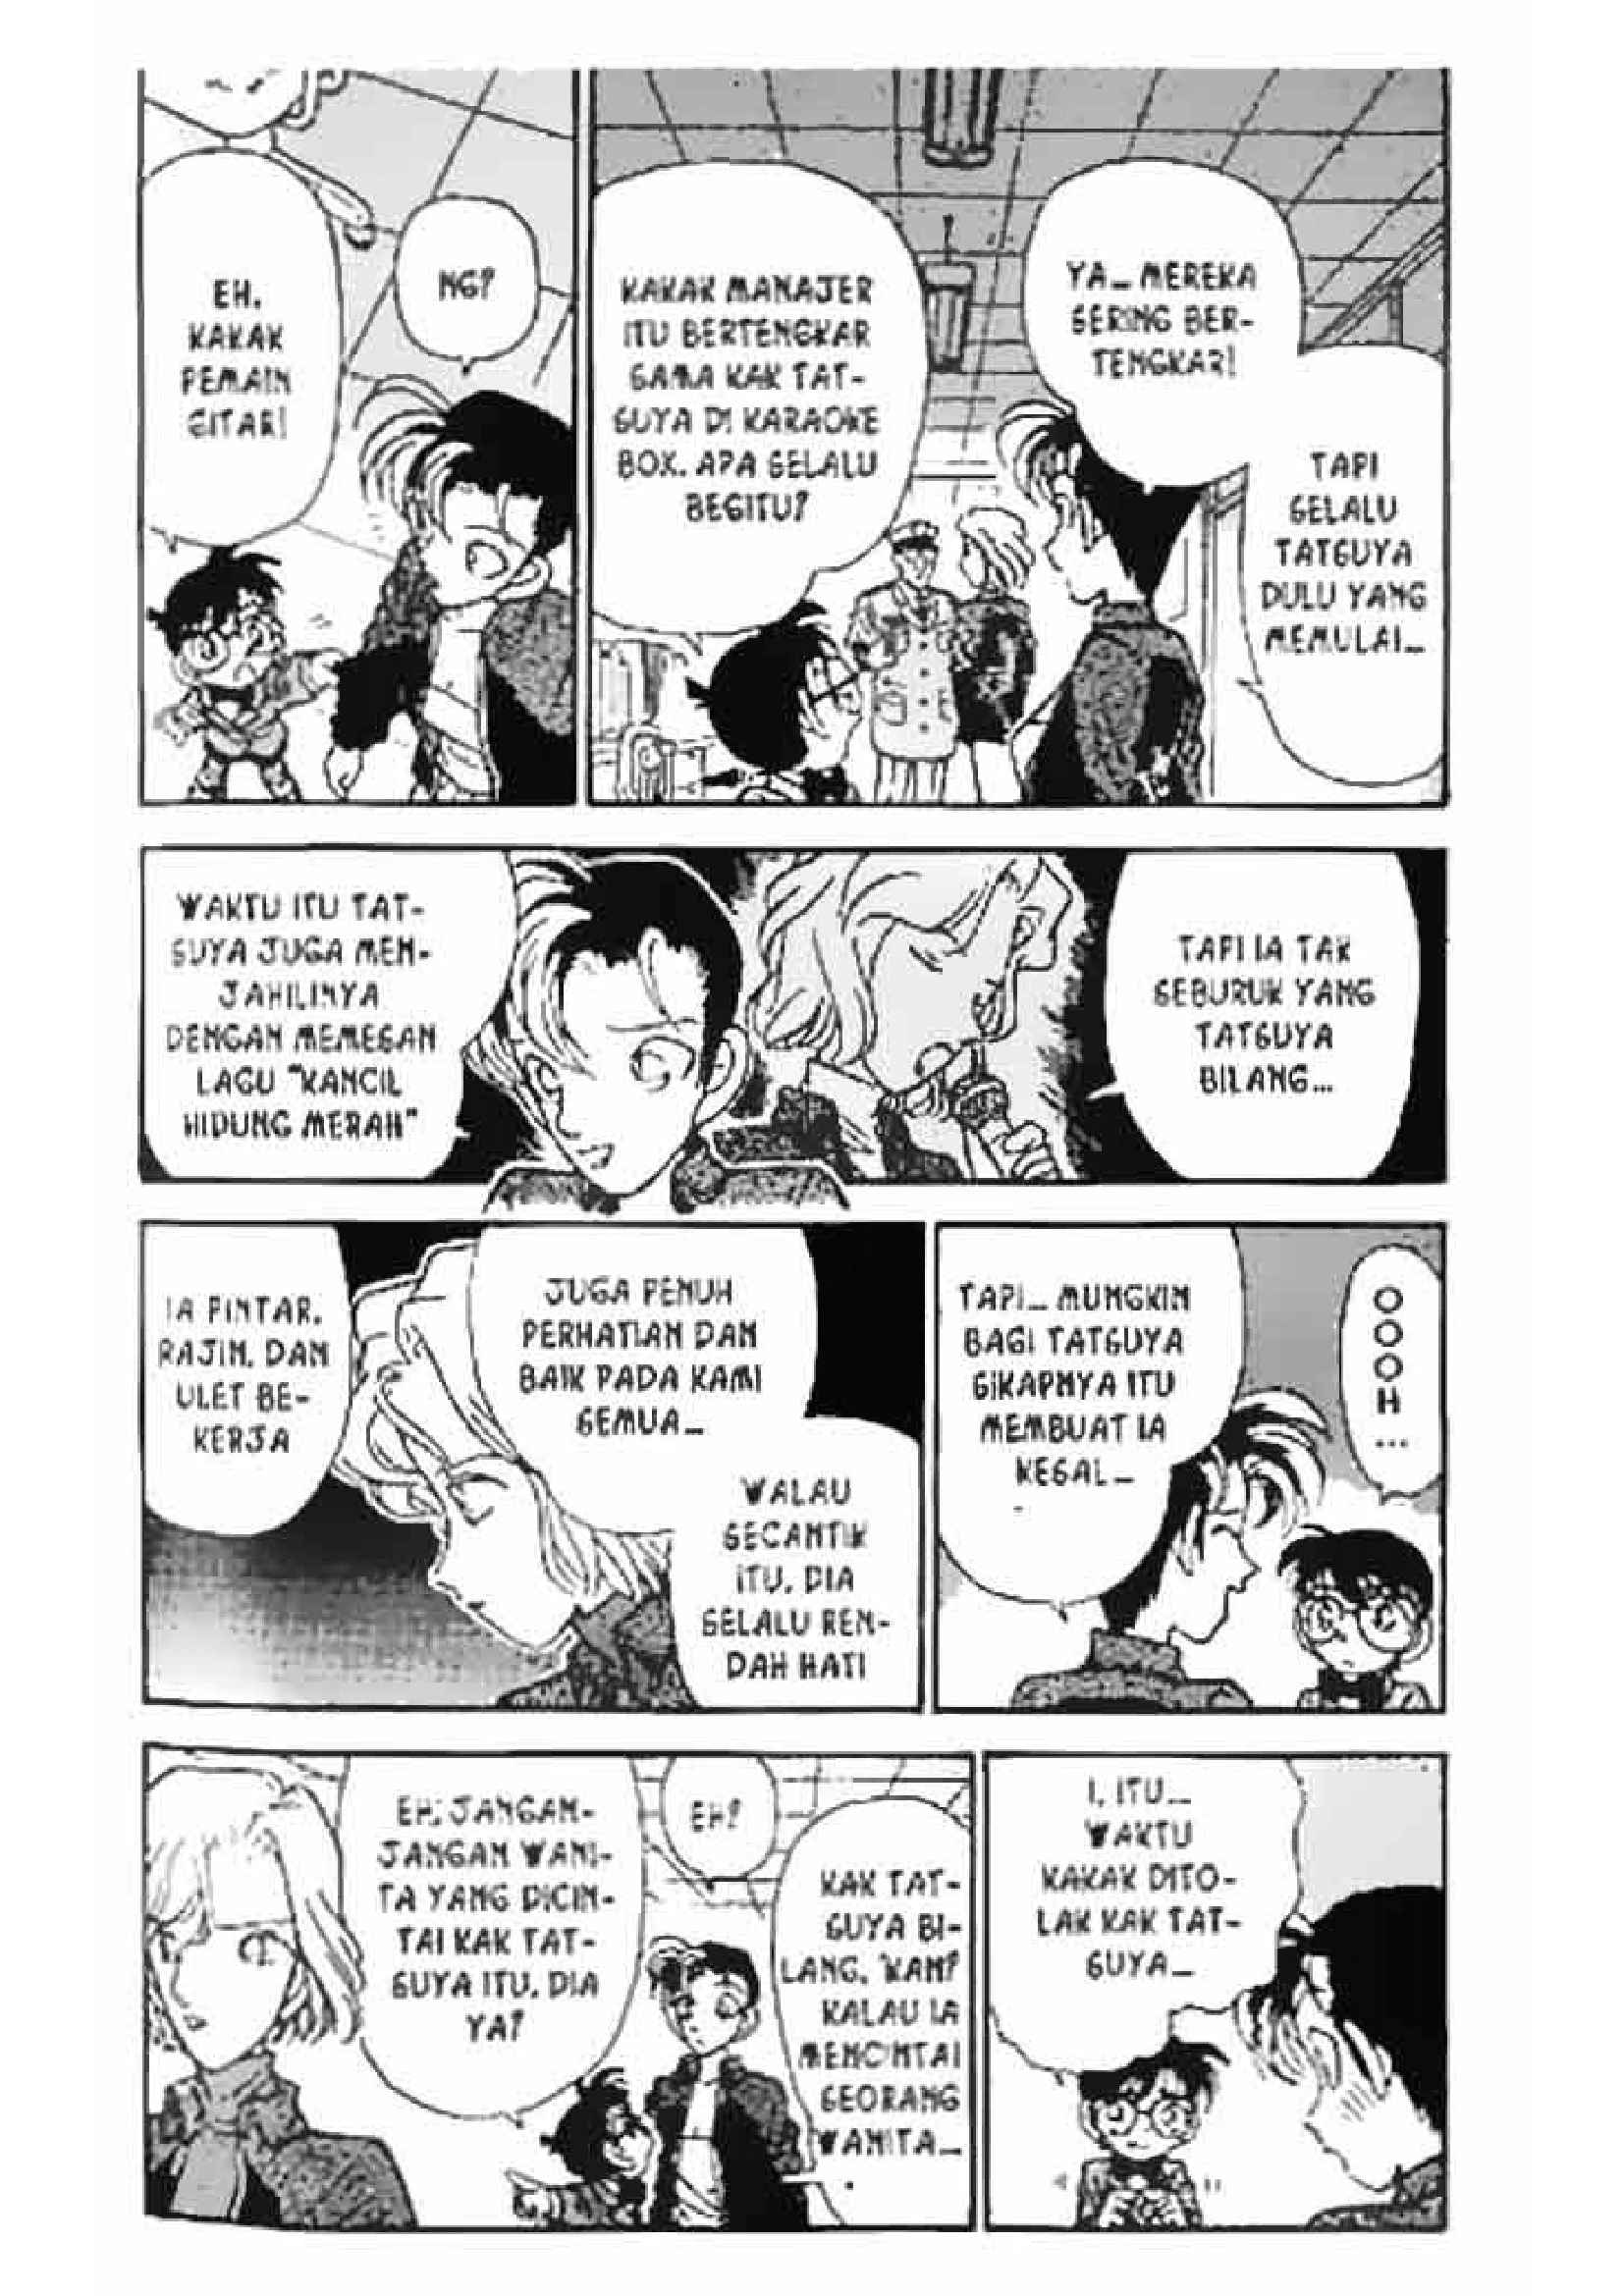 EH,
KAKAK
PEMAIN
GITAR!
NG?
KAKAK MANAJER
ITU BERTENGKAR
SAMA KAK TAT-
SUYA DI KARAOKE
BOX. APA SELALU
BEGITU?
YA... MEREKA
SERING BER-
TENGKAR!
TAPI
SELALU
TATSUYA
DULU YANG
MEMULAI...
WAKTU ITU TAT-
SUYA JUGA MEN-
JAHILINYA
DENGAN MEMESAN
LAGU "KANCIL
HIDUNG MERAH"
TAPI IA TAK
SEBURUK YANG
TATSUYA
BILANG...
IA PINTAR,
RAJIN, DAN
ULET BE-
KERJA
JUGA PENUH
PERHATIAN DAN
BAIK PADA KAMI
SEMUA...
WALAU
SECANTIK
ITU, DIA
SELALU REN-
DAH HATI
TAPI... MUNGKIN
BAGI TATSUYA
SIKAPNYA ITU
MEMBUAT IA
KESAL...
O
O
O
H
...
EH, JANGAN-
JANGAN WANI-
TA YANG DICIN-
TAI KAK TAT-
SUYA ITU, DIA
YA?
EH?
KAK TAT-
SUYA BI-
LANG, 'KAN?
KALAU IA
MENCINTAI
SEORANG
WANITA...
I, ITU...
WAKTU
KAKAK DITO-
LAK KAK TAT-
SUYA...